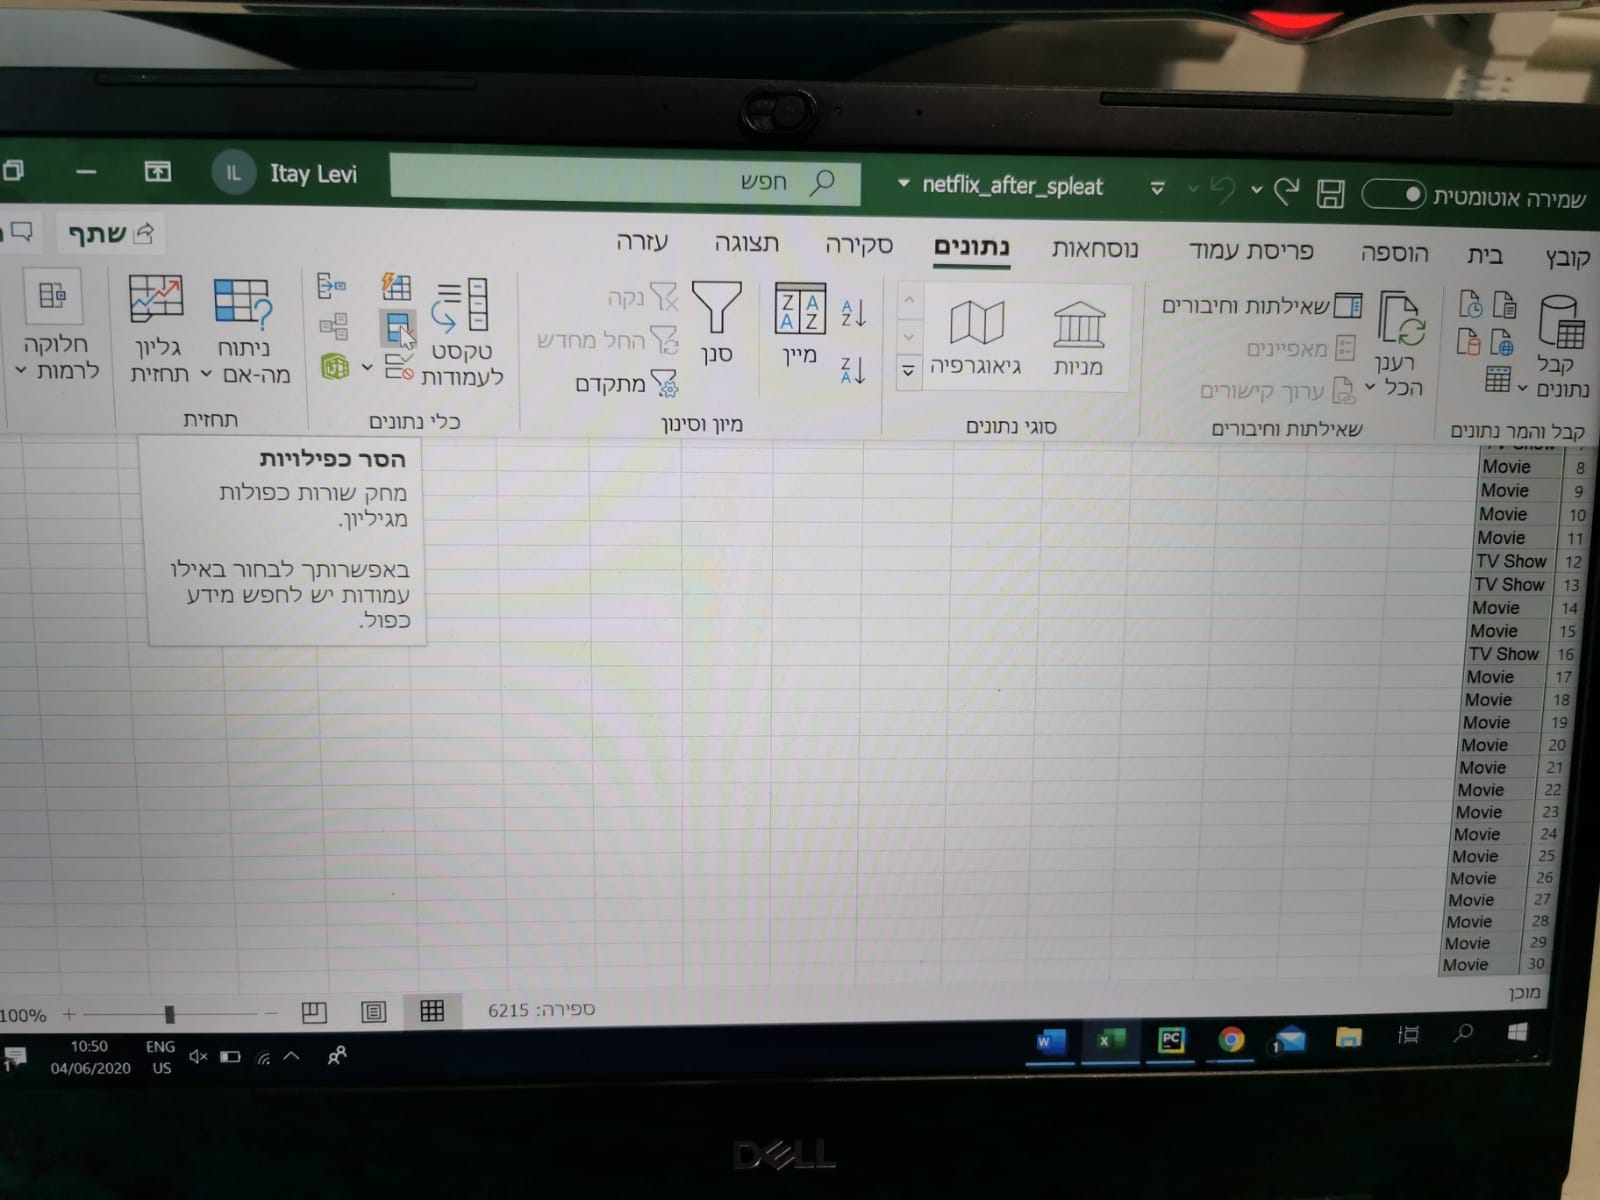 שמירה אוטומטית
netflix_after_spleat
חפש
Itay Levi
IL
קובץ
בית
הוספה
פריסת עמוד
נוסחאות
נתונים
סקירה
תצוגה
עזרה
שתף
קבל
נתונים
קבל והמר נתונים
רענן
הכל
שאילתות וחיבורים
מאפיינים
ערוך קישורים
שאילתות וחיבורים
מניות
גיאוגרפיה
סוגי נתונים
מיין
סנן
נקה
החל מחדש
מתקדם
מיון וסינון
טקסט
לעמודות
כלי נתונים
ניתוח
מה-אם
גליון
תחזית
תחזית
חלוקה
לרמות
הסר כפילויות
מחק שורות כפולות
מגיליון.
באפשרותך לבחור באילו
עמודות יש לחפש מידע
כפול.
8 Movie
9 Movie
10 Movie
11 Movie
12 TV Show
13 TV Show
14 Movie
15 Movie
16 TV Show
17 Movie
18 Movie
19 Movie
20 Movie
21 Movie
22 Movie
23 Movie
24 Movie
25 Movie
26 Movie
27 Movie
28 Movie
29 Movie
30 Movie
מוכן
ספירה: 6215
100%
10:50
04/06/2020
ENG
US
DELL